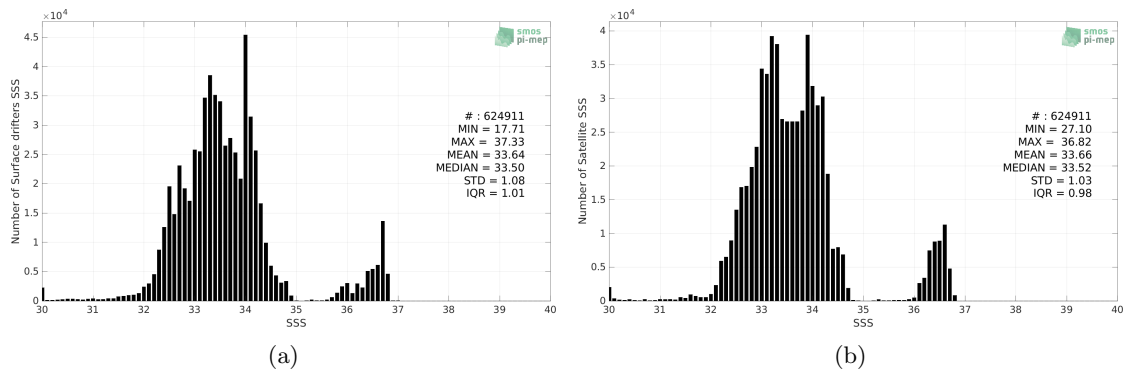 ×10⁴
4.5
4
3.5
3
2.5
2
1.5
1
0.5
0
30 31 32 33 34 35 36 37 38 39 40
SSS
Number of Surface drifters SSS
smos
pi-mep
# : 624911
MIN = 17.71
MAX = 37.33
MEAN = 33.64
MEDIAN = 33.50
STD = 1.08
IQR = 1.01
(a)
×10⁴
4
3.5
3
2.5
2
1.5
1
0.5
0
30 31 32 33 34 35 36 37 38 39 40
SSS
Number of Satellite SSS
smos
pi-mep
# : 624911
MIN = 27.10
MAX = 36.82
MEAN = 33.66
MEDIAN = 33.52
STD = 1.03
IQR = 0.98
(b)